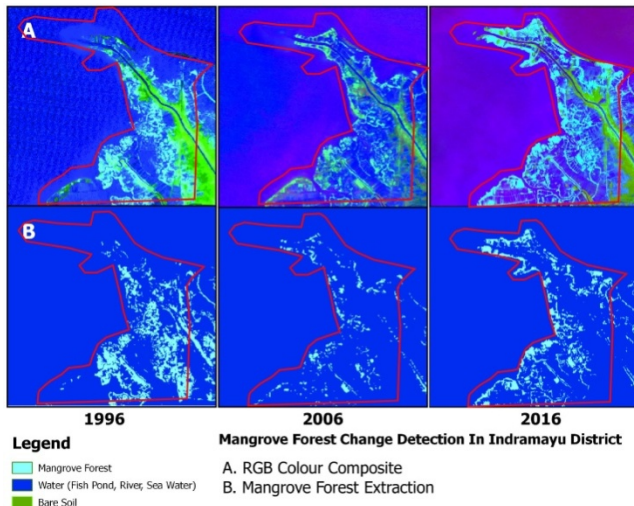 A
B
1996
2006
2016
Legend
Mangrove Forest
Water (Fish Pond, River, Sea Water)
Bare Soil
Mangrove Forest Change Detection In Indramayu District
A. RGB Colour Composite
B. Mangrove Forest Extraction